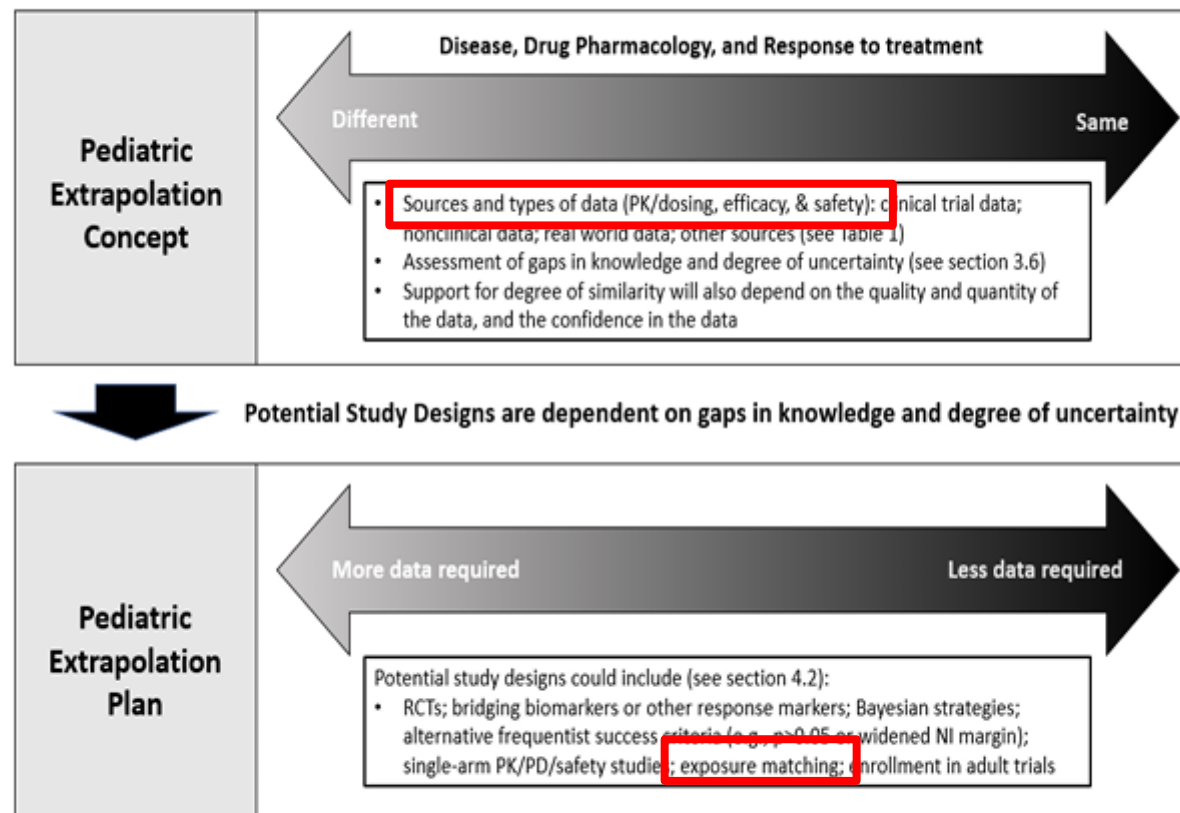 Disease, Drug Pharmacology, and Response to treatment
Different
Same
Pediatric
Extrapolation
Concept
• Sources and types of data (PK/dosing, efficacy, & safety): clinical trial data;
nonclinical data; real world data; other sources (see Table 1)
• Assessment of gaps in knowledge and degree of uncertainty (see section 3.6)
• Support for degree of similarity will also depend on the quality and quantity of
the data, and the confidence in the data
Potential Study Designs are dependent on gaps in knowledge and degree of uncertainty
More data required
Less data required
Pediatric
Extrapolation
Plan
Potential study designs could include (see section 4.2):
• RCTs; bridging biomarkers or other response markers; Bayesian strategies;
alternative frequentist success criteria (e.g., p>0.05 or widened NI margin);
single-arm PK/PD/safety studies; exposure matching; enrollment in adult trials